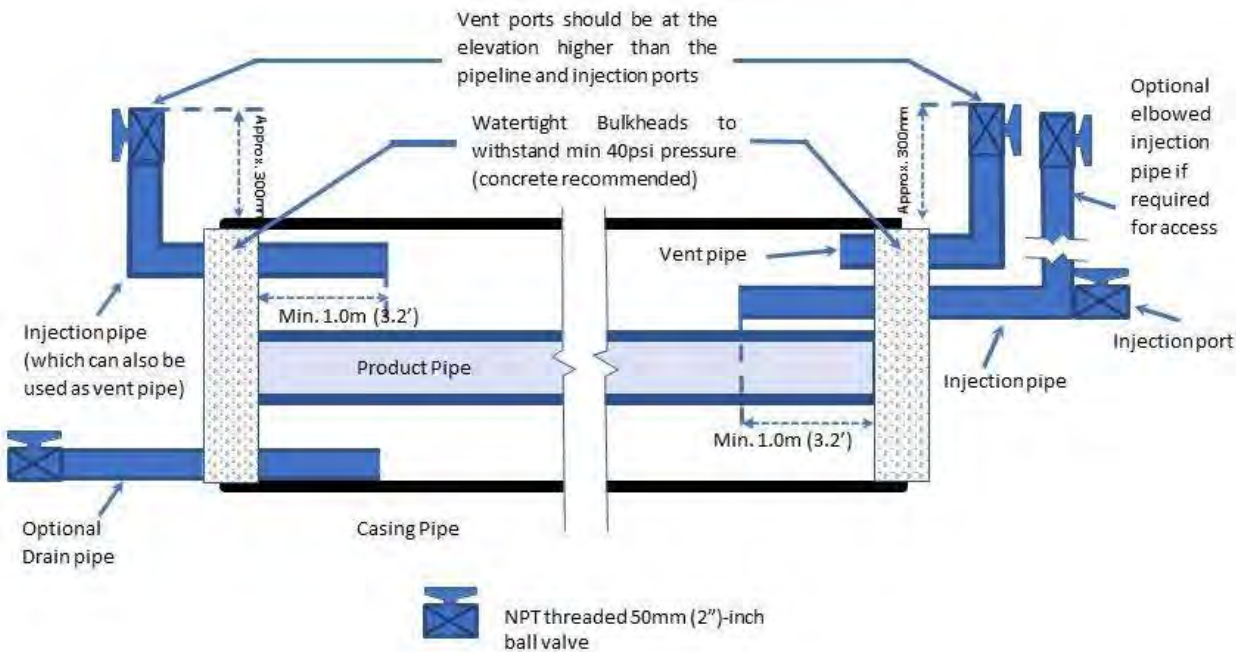 Vent ports should be at the
elevation higher than the
pipeline and injection ports
Optional
elbowed
injection
pipe if
required
for access
Approx. 300mm
Watertight Bulkheads to
withstand min 40psi pressure
(concrete recommended)
Approx. 300mm
Vent pipe
Min. 1.0m (3.2')
Injection pipe
(which can also be
used as vent pipe)
Product Pipe
Injection port
Injection pipe
Min. 1.0m (3.2')
Optional
Drain pipe
Casing Pipe
NPT threaded 50mm (2")-inch
ball valve